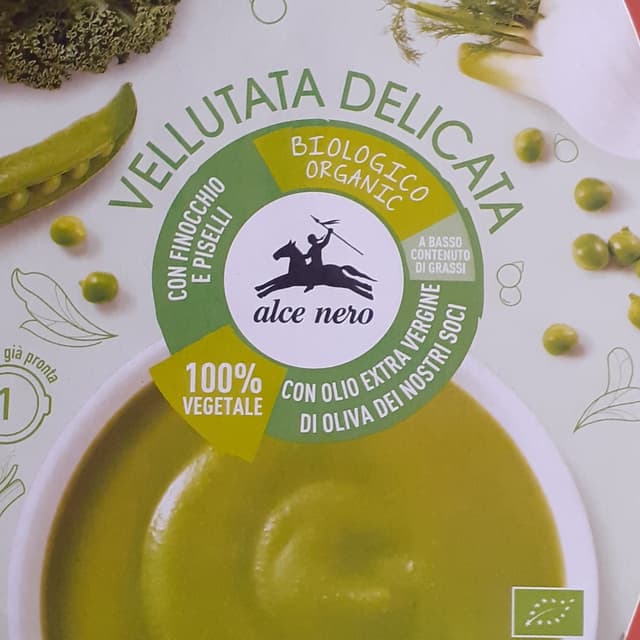 VELLUTATA DELICATA
BIOLOGICO
ORGANIC
CON FINOCCHIO
E PISELLI
A BASSO
CONTENUTO
DI GRASSI
alce nero
100%
VEGETALE
CON OLIO EXTRA VERGINE
DI OLIVA DEI NOSTRI SOCI
già pronta
1